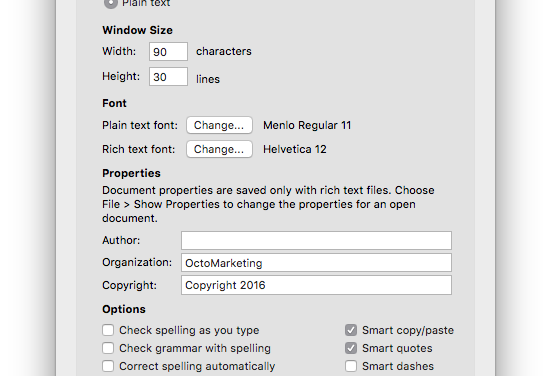 Plain text
Window Size
Width: 90 characters
Height: 30 lines
Font
Plain text font: Change... Menlo Regular 11
Rich text font: Change... Helvetica 12
Properties
Document properties are saved only with rich text files. Choose
File > Show Properties to change the properties for an open
document.
Author:
Organization: OctoMarketing
Copyright: Copyright 2016
Options
Check spelling as you type Smart copy/paste
Check grammar with spelling Smart quotes
Correct spelling automatically Smart dashes